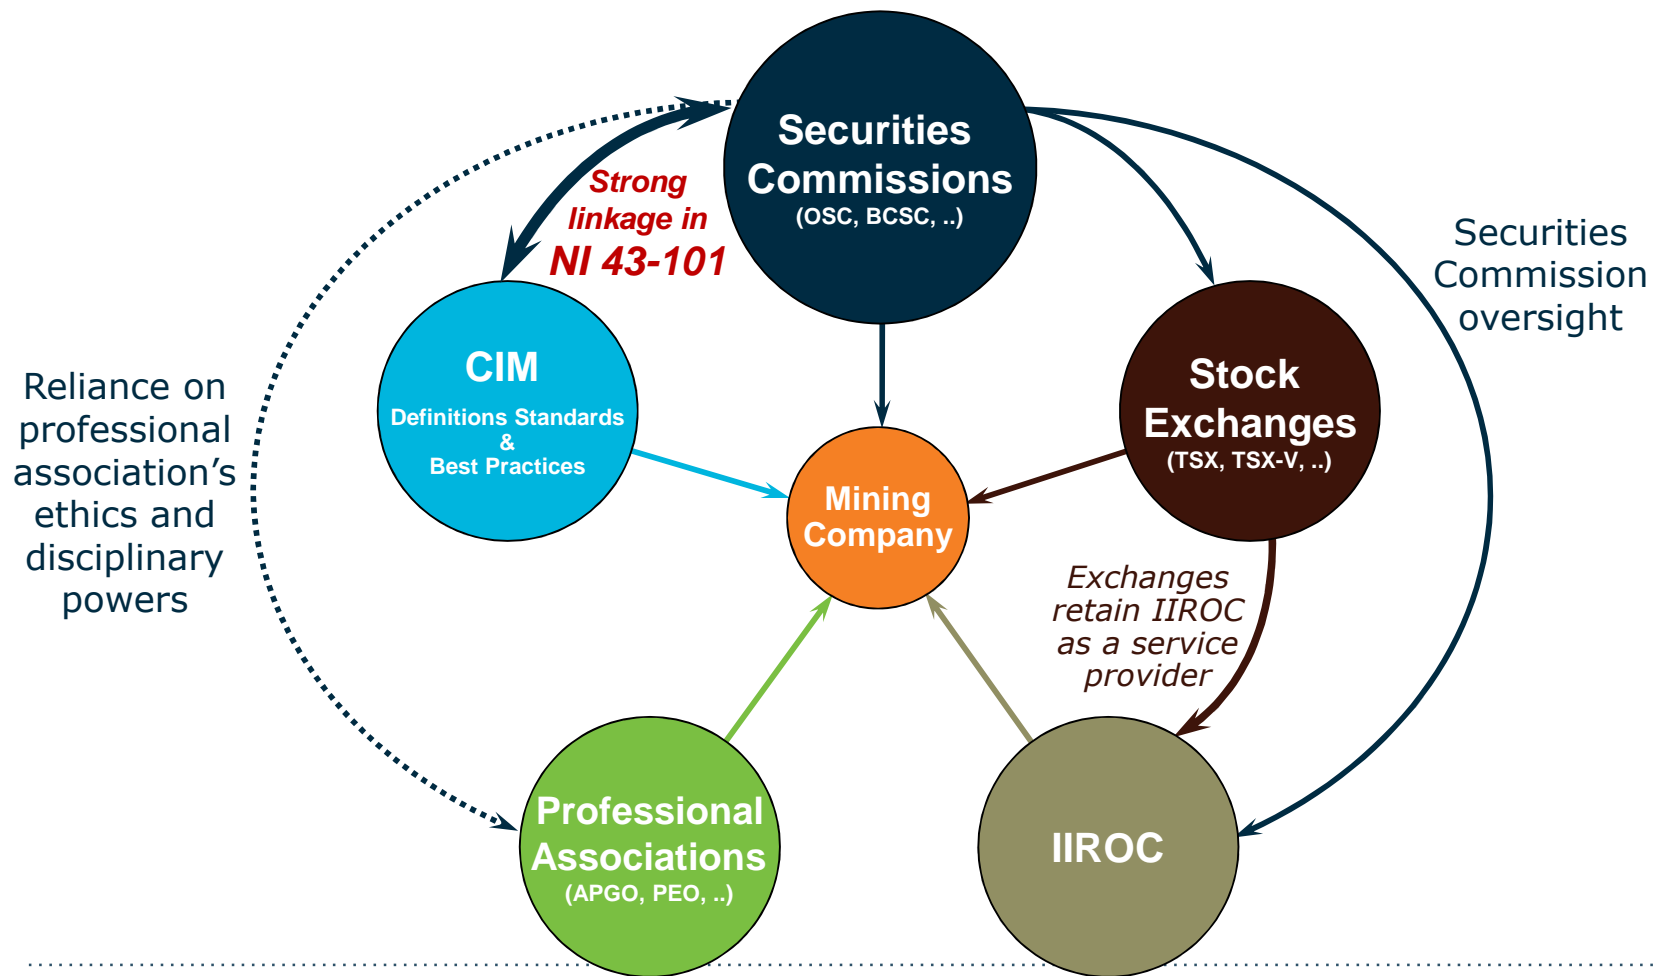 Securities
Commissions
(OSC, BCSC, ..)
Strong
linkage in
NI 43-101
Securities
Commission
oversight
CIM
Definitions Standards
&
Best Practices
Stock
Exchanges
(TSX, TSX-V, ..)
Reliance on
professional
association’s
ethics and
disciplinary
powers
Mining
Company
Exchanges
retain IIROC
as a service
provider
Professional
Associations
(APGO, PEO, ..)
IIROC